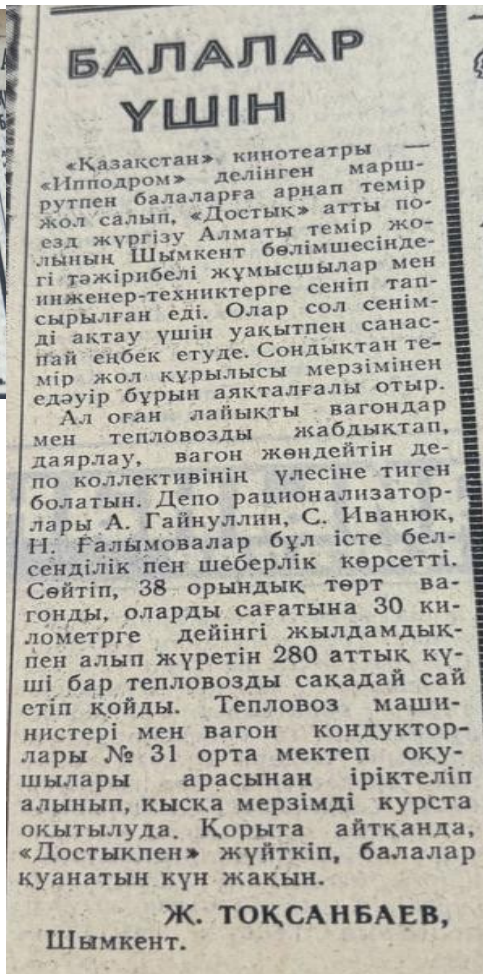 БАЛАЛАР
ҮШІН
«Қазақстан» кинотеатры —
«Ипподром» делінген марш-
рутпен балаларға арнап темір
жол салып, «Достық» атты по-
езд жүргізу Алматы темір жо-
лының Шымкент бөлімшесінде-
гі тәжірибелі жұмысшылар мен
инженер-техниктерге сеніп тап-
сырылған еді. Олар сол сенім-
ді ақтау үшін уақытпен санас-
пай еңбек етуде. Сондықтан те-
мір жол құрылысы мерзімінен
едәуір бұрын аяқталғалы отыр.
Ал оған лайықты вагондар
мен тепловозды жабдықтап,
даярлау, вагон жөндейтін де-
по коллективінің үлесіне тиген
болатын. Депо рационализатор-
лары А. Гайнуллин, С. Иванюк,
Н. Ғалымовалар бұл істе бел-
сенділік пен шеберлік көрсетті.
Сөйтіп, 38 орындық төрт ва-
гонды, оларды сағатына 30 ки-
лометрге дейінгі жылдамдық-
пен алып жүретін 280 аттық кү-
ші бар тепловозды сақадай сай
етіп қойды. Тепловоз маши-
нистері мен вагон кондуктор-
лары № 31 орта мектеп оқу-
шылары арасынан іріктеліп
алынып, қысқа мерзімді курста
оқытылуда. Қорыта айтқанда,
«Достықпен» жүйткіп, балалар
қуанатын күн жақын.
Ж. ТОҚСАНБАЕВ,
Шымкент.